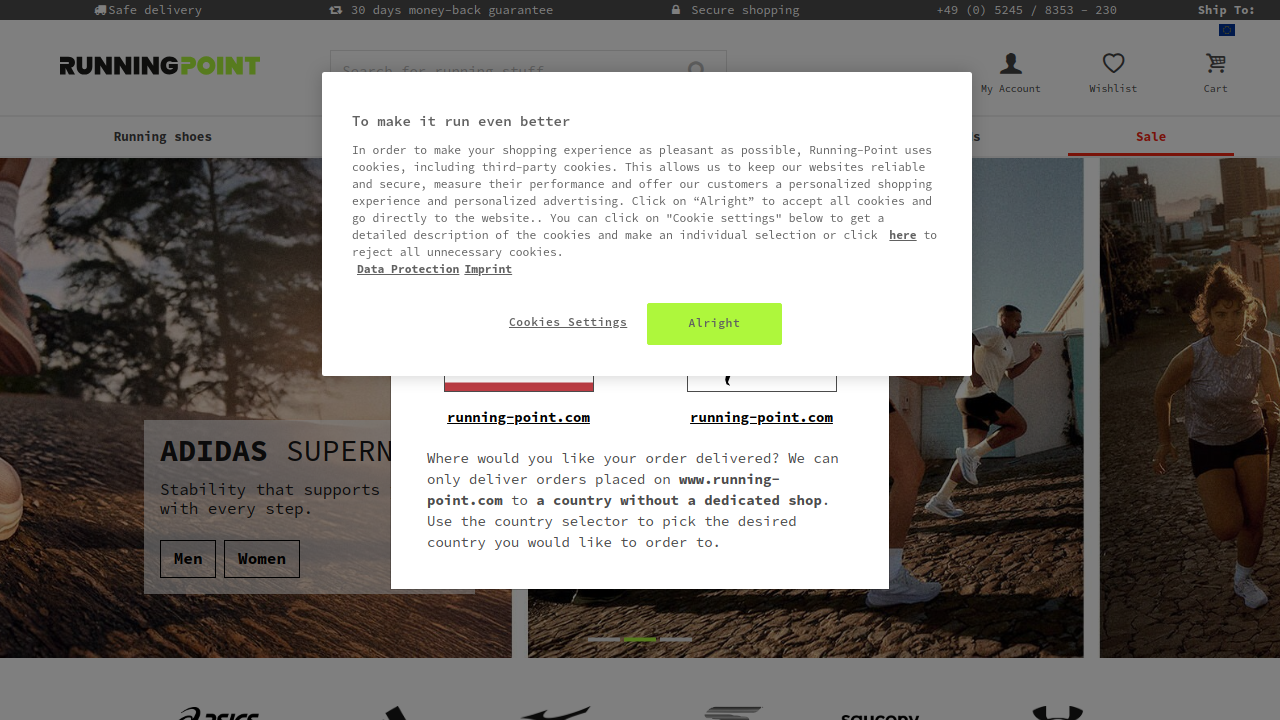 Safe delivery 30 days money-back guarantee Secure shopping +49 (0) 5245 / 8353 - 230 Ship To:
RUNNINGPOINT
Search for running stuff
My Account Wishlist Cart
Running shoes s Sale
To make it run even better
In order to make your shopping experience as pleasant as possible, Running-Point uses
cookies, including third-party cookies. This allows us to keep our websites reliable
and secure, measure their performance and offer our customers a personalized shopping
experience and personalized advertising. Click on “Alright” to accept all cookies and
go directly to the website.. You can click on "Cookie settings" below to get a
detailed description of the cookies and make an individual selection or click here to
reject all unnecessary cookies.
Data Protection Imprint
Cookies Settings Alright
running-point.com running-point.com
Where would you like your order delivered? We can
only deliver orders placed on www.running-
point.com to a country without a dedicated shop.
Use the country selector to pick the desired
country you would like to order to.
ADIDAS SUPERN
Stability that supports
with every step.
Men Women
asics saucony